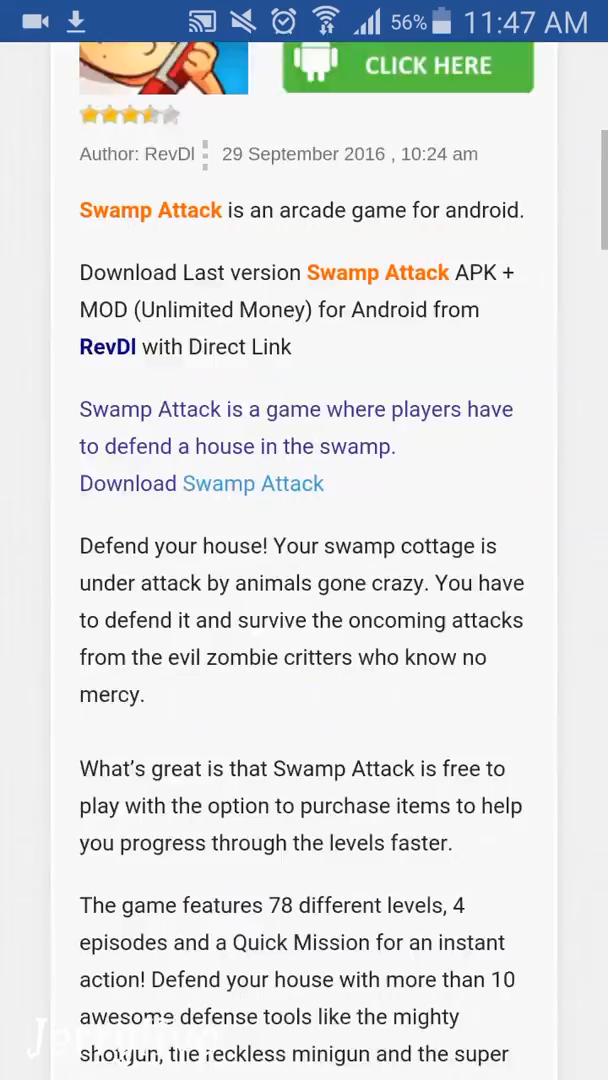 56% 11:47 AM
CLICK HERE
Author: RevDl 29 September 2016 , 10:24 am
Swamp Attack is an arcade game for android.
Download Last version Swamp Attack APK +
MOD (Unlimited Money) for Android from
RevDl with Direct Link
Swamp Attack is a game where players have
to defend a house in the swamp.
Download Swamp Attack
Defend your house! Your swamp cottage is
under attack by animals gone crazy. You have
to defend it and survive the oncoming attacks
from the evil zombie critters who know no
mercy.
What’s great is that Swamp Attack is free to
play with the option to purchase items to help
you progress through the levels faster.
The game features 78 different levels, 4
episodes and a Quick Mission for an instant
action! Defend your house with more than 10
awesome defense tools like the mighty
shotgun, the reckless minigun and the super